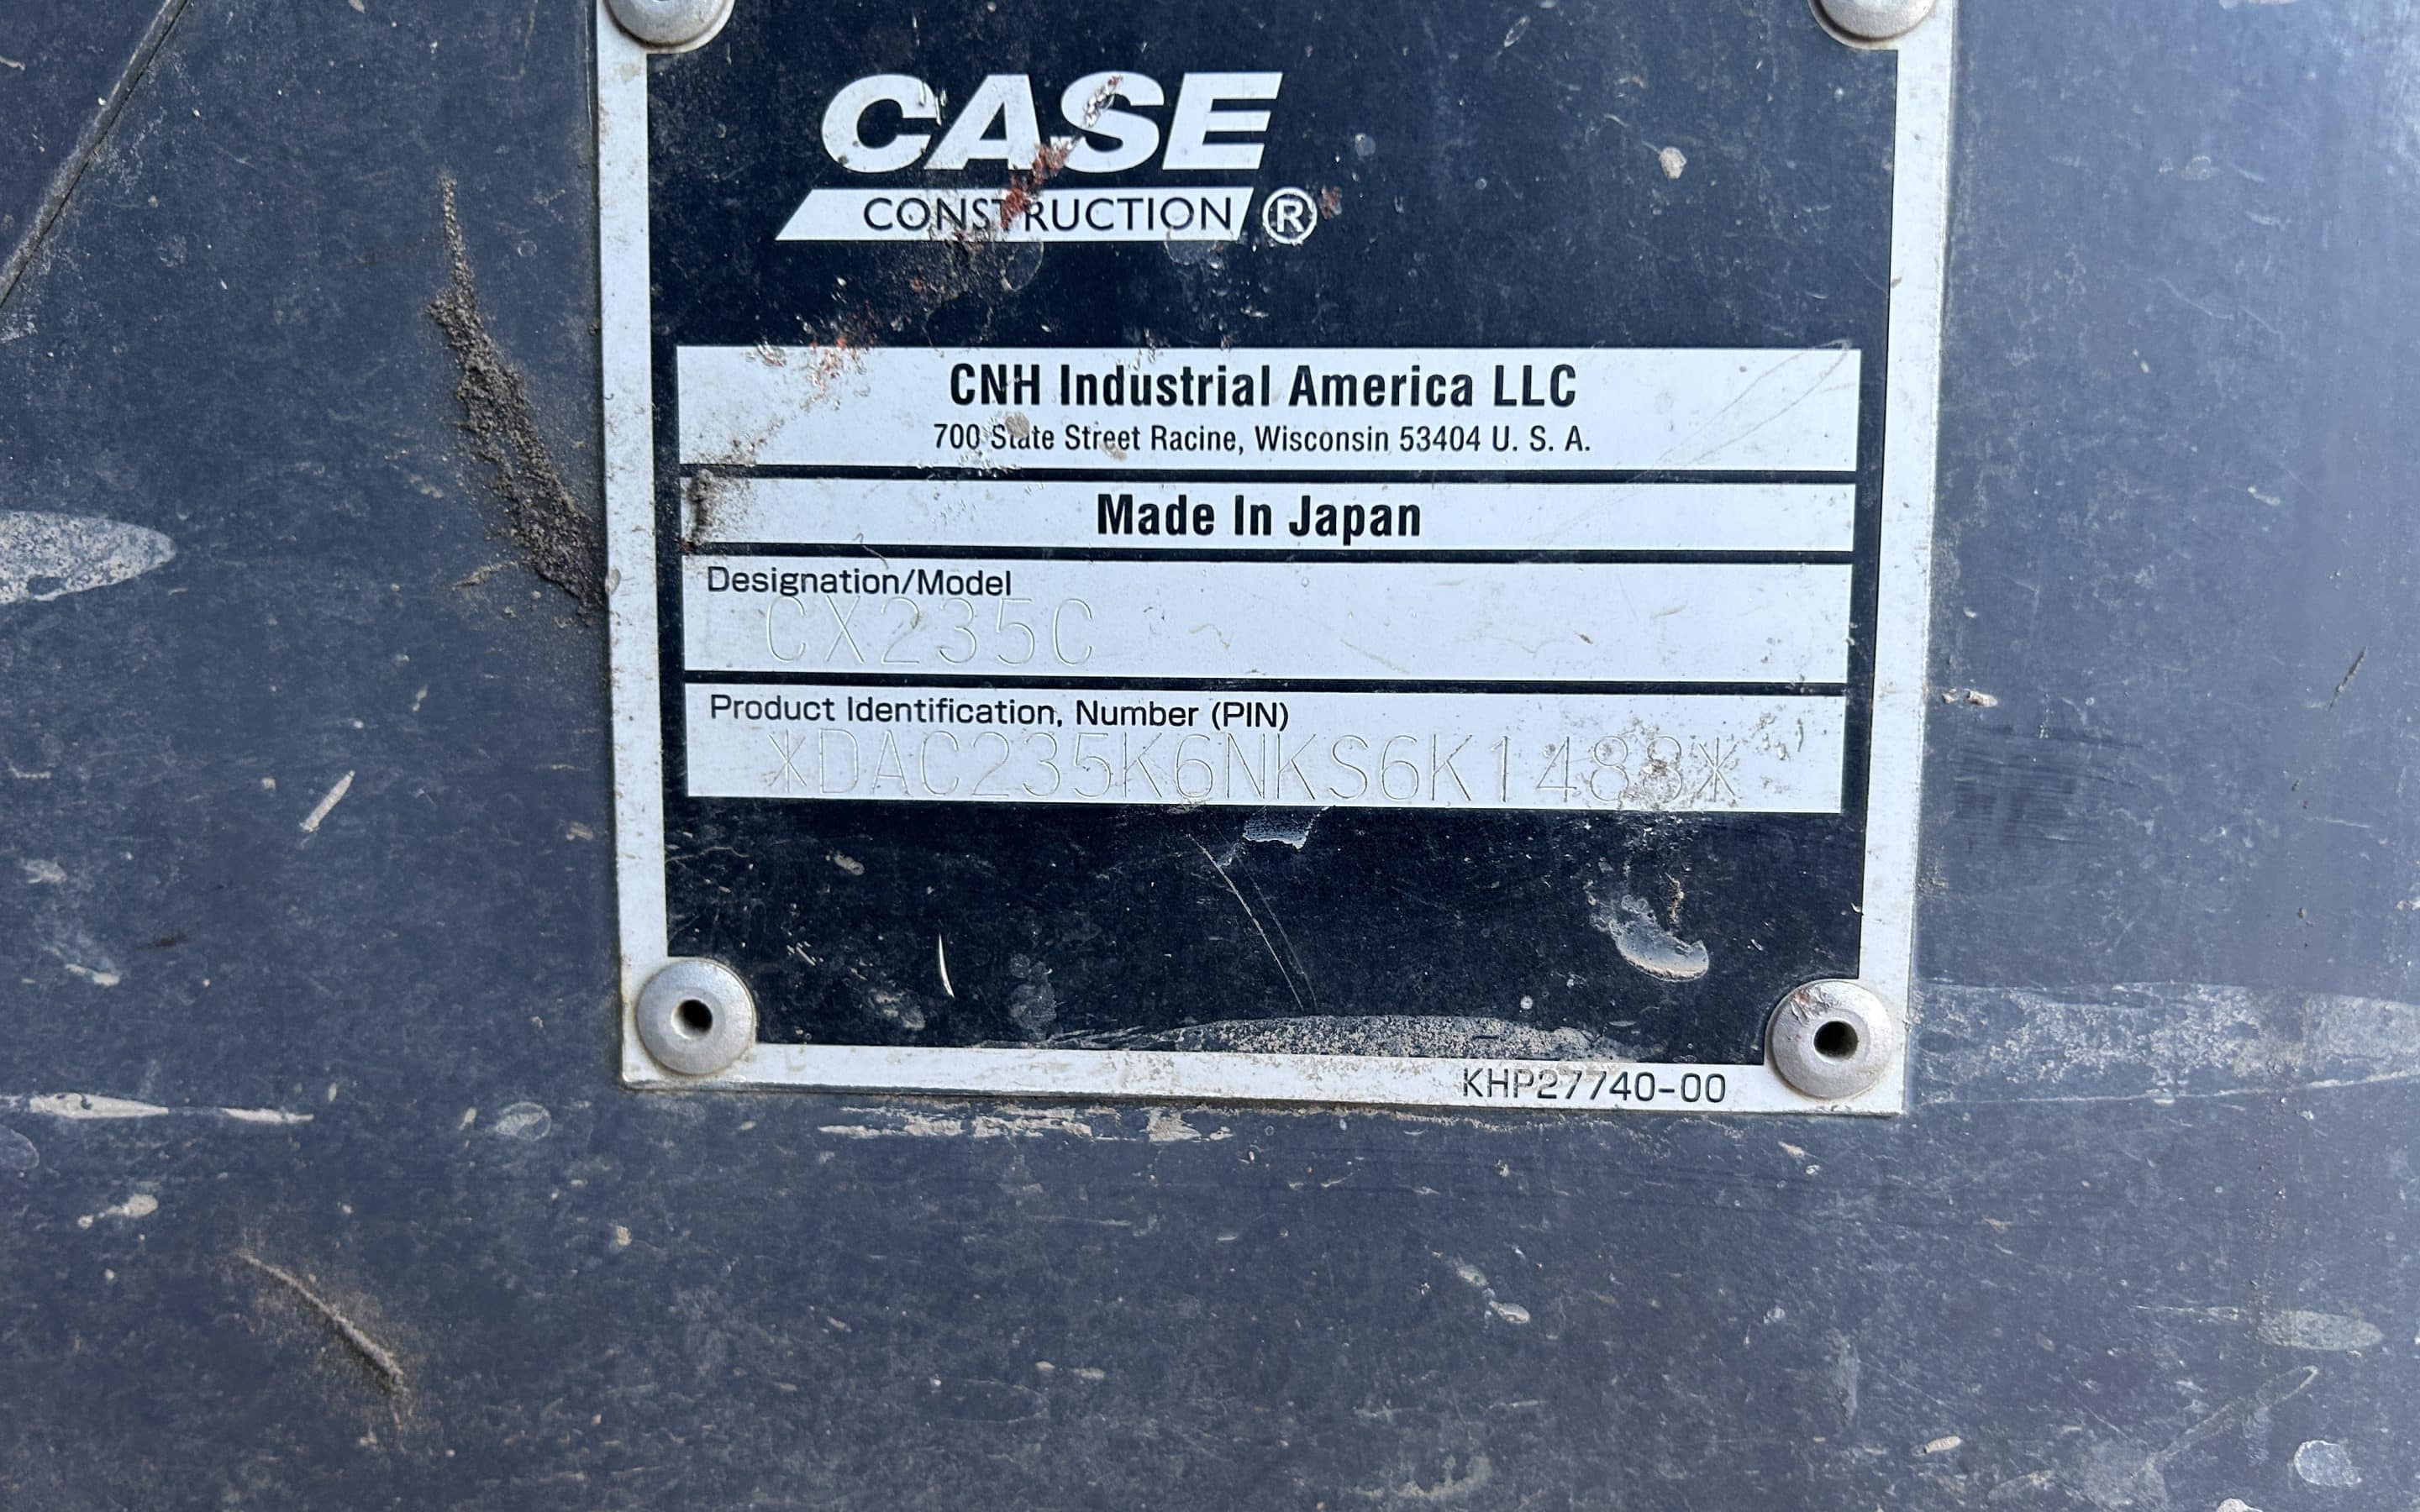 CASE
CONSTRUCTION ®
CNH Industrial America LLC
700 State Street Racine, Wisconsin 53404 U. S. A.
Made In Japan
Designation/Model
CX235C
Product Identification, Number (PIN)
*DAC235K6NKS6K1488*
KHP27740-00